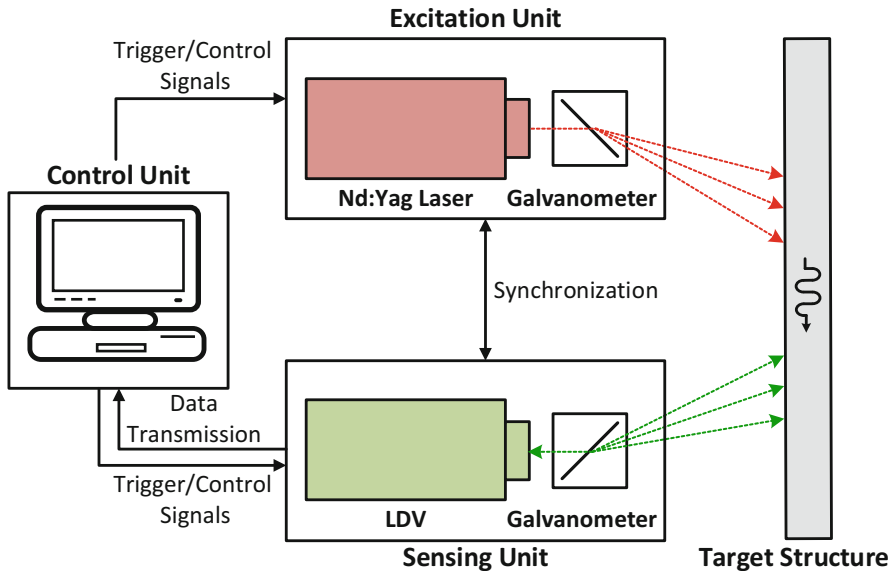 Excitation Unit
Trigger/Control
Signals
Control Unit
Nd:Yag Laser
Galvanometer
Synchronization
Data
Transmission
Trigger/Control
Signals
LDV
Galvanometer
Sensing Unit
Target Structure